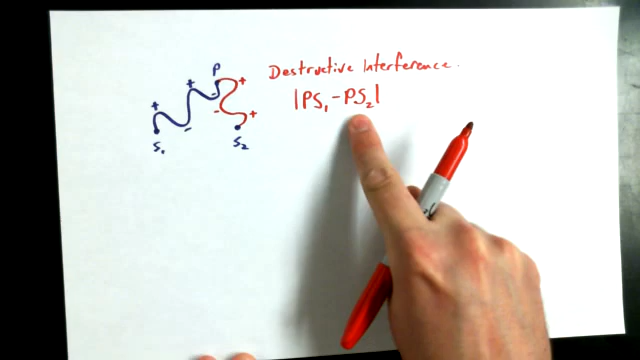 Destructive Interference.
|PS₁ - PS₂|
P
+ + +
- - -
+
S₁ S₂